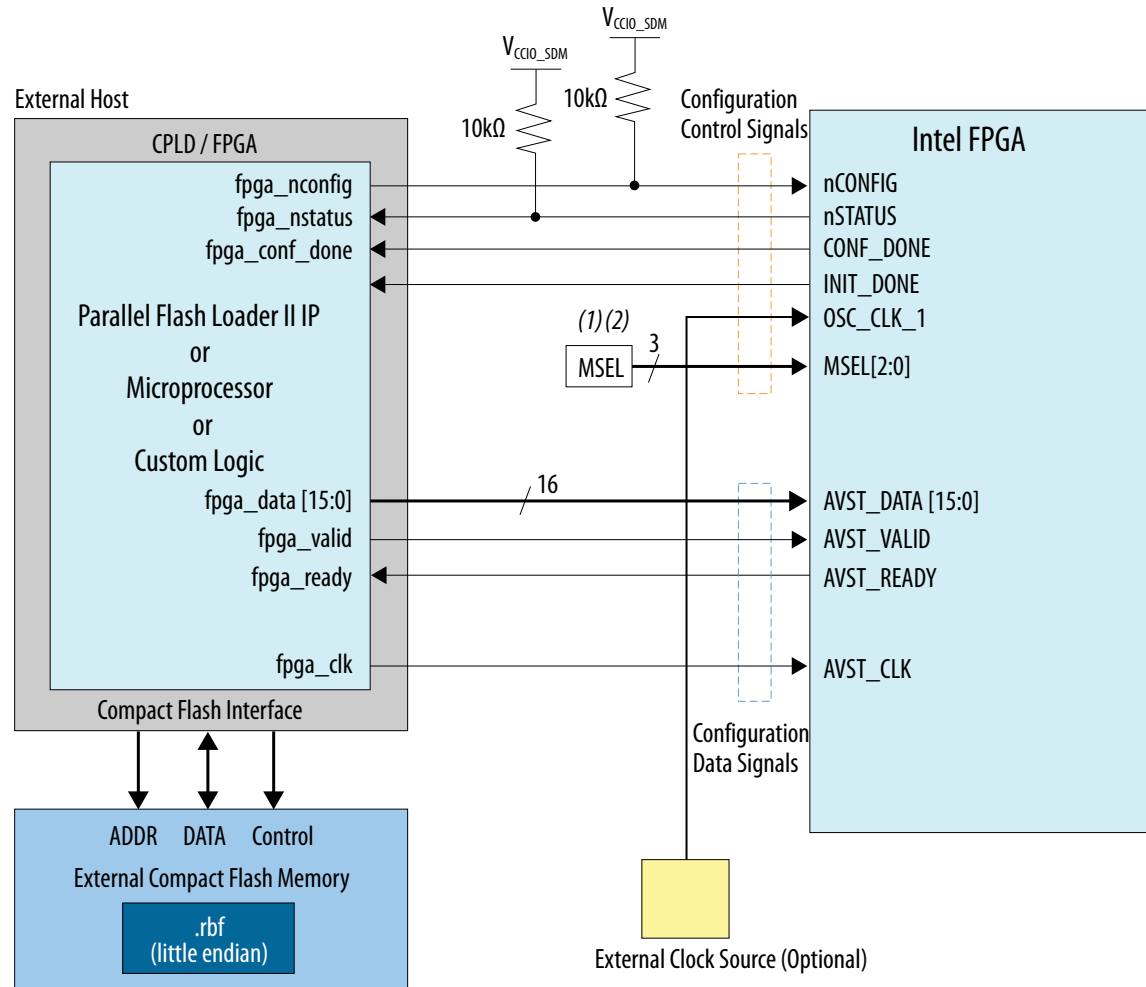 V_CCIO_SDM
V_CCIO_SDM
10kΩ
10kΩ
External Host
CPLD / FPGA
fpga_nconfig
fpga_nstatus
fpga_conf_done
Parallel Flash Loader II IP
or
Microprocessor
or
Custom Logic
fpga_data [15:0]
fpga_valid
fpga_ready
fpga_clk
Compact Flash Interface
Configuration
Control Signals
(1) (2)
MSEL
3
16
Configuration
Data Signals
Intel FPGA
nCONFIG
nSTATUS
CONF_DONE
INIT_DONE
OSC_CLK_1
MSEL[2:0]
AVST_DATA [15:0]
AVST_VALID
AVST_READY
AVST_CLK
ADDR DATA Control
External Compact Flash Memory
.rbf
(little endian)
External Clock Source (Optional)